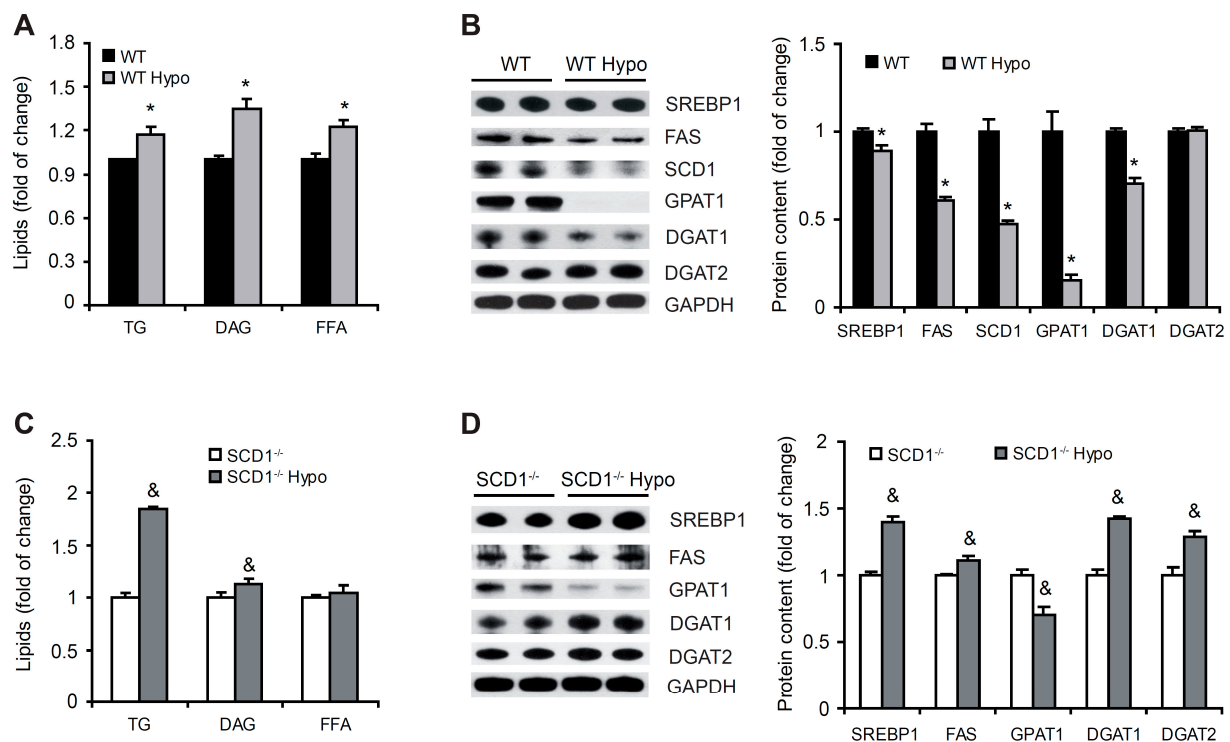 A
Lipids (fold of change)
1.8
1.5
1.2
0.9
0.6
0.3
0
WT
WT Hypo
*
*
*
TG DAG FFA
B
WT WT Hypo
SREBP1
FAS
SCD1
GPAT1
DGAT1
DGAT2
GAPDH
Protein content (fold of change)
1.5
1
0.5
0
WT WT Hypo
*
*
*
*
*
SREBP1 FAS SCD1 GPAT1 DGAT1 DGAT2
C
Lipids (fold of change)
2.5
2
1.5
1
0.5
0
SCD1-/-
SCD1-/- Hypo
&
&
TG DAG FFA
D
SCD1-/- SCD1-/- Hypo
SREBP1
FAS
GPAT1
DGAT1
DGAT2
GAPDH
Protein content (fold of change)
2
1.5
1
0.5
0
SCD1-/- SCD1-/- Hypo
&
&
&
&
&
SREBP1 FAS GPAT1 DGAT1 DGAT2